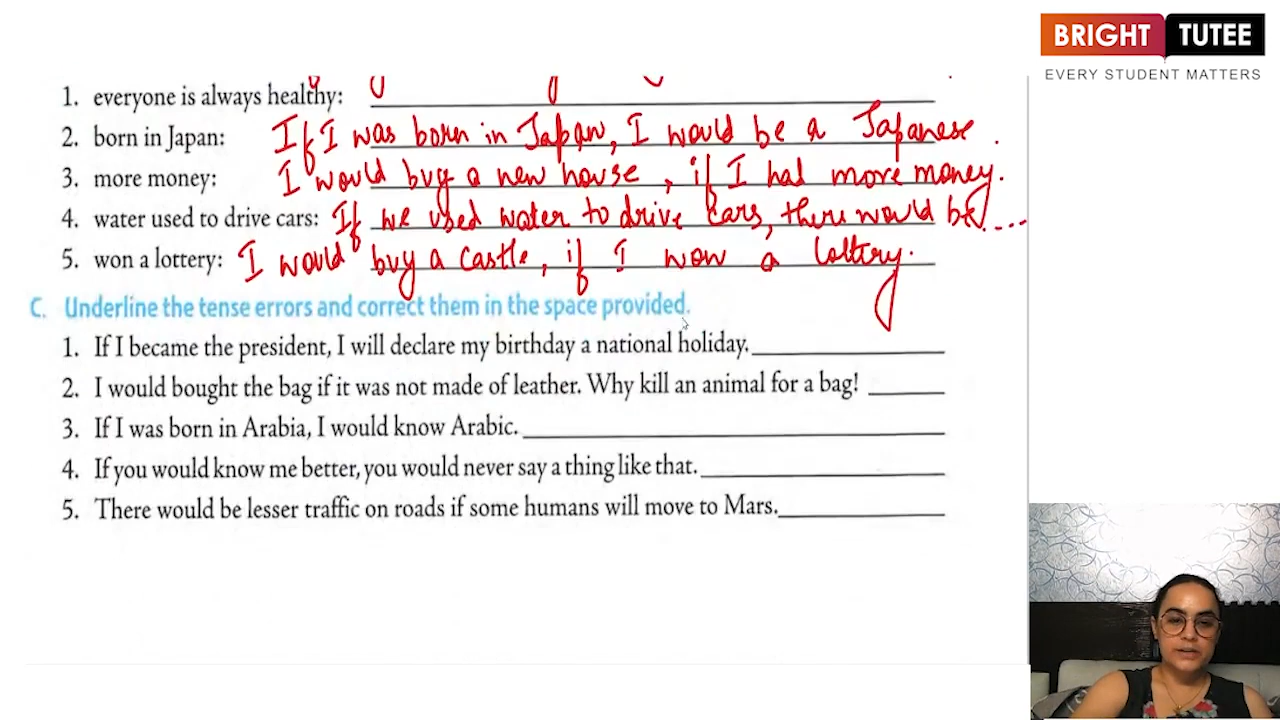 BRIGHT TUTEE
EVERY STUDENT MATTERS
1. everyone is always healthy:
2. born in Japan: If I was born in Japan, I would be a Japanese.
3. more money: I would buy a new house, if I had more money.
4. water used to drive cars: If we used water to drive cars, there would be ....
5. won a lottery: I would buy a castle, if I won a lottery.
C. Underline the tense errors and correct them in the space provided.
1. If I became the president, I will declare my birthday a national holiday.
2. I would bought the bag if it was not made of leather. Why kill an animal for a bag!
3. If I was born in Arabia, I would know Arabic.
4. If you would know me better, you would never say a thing like that.
5. There would be lesser traffic on roads if some humans will move to Mars.